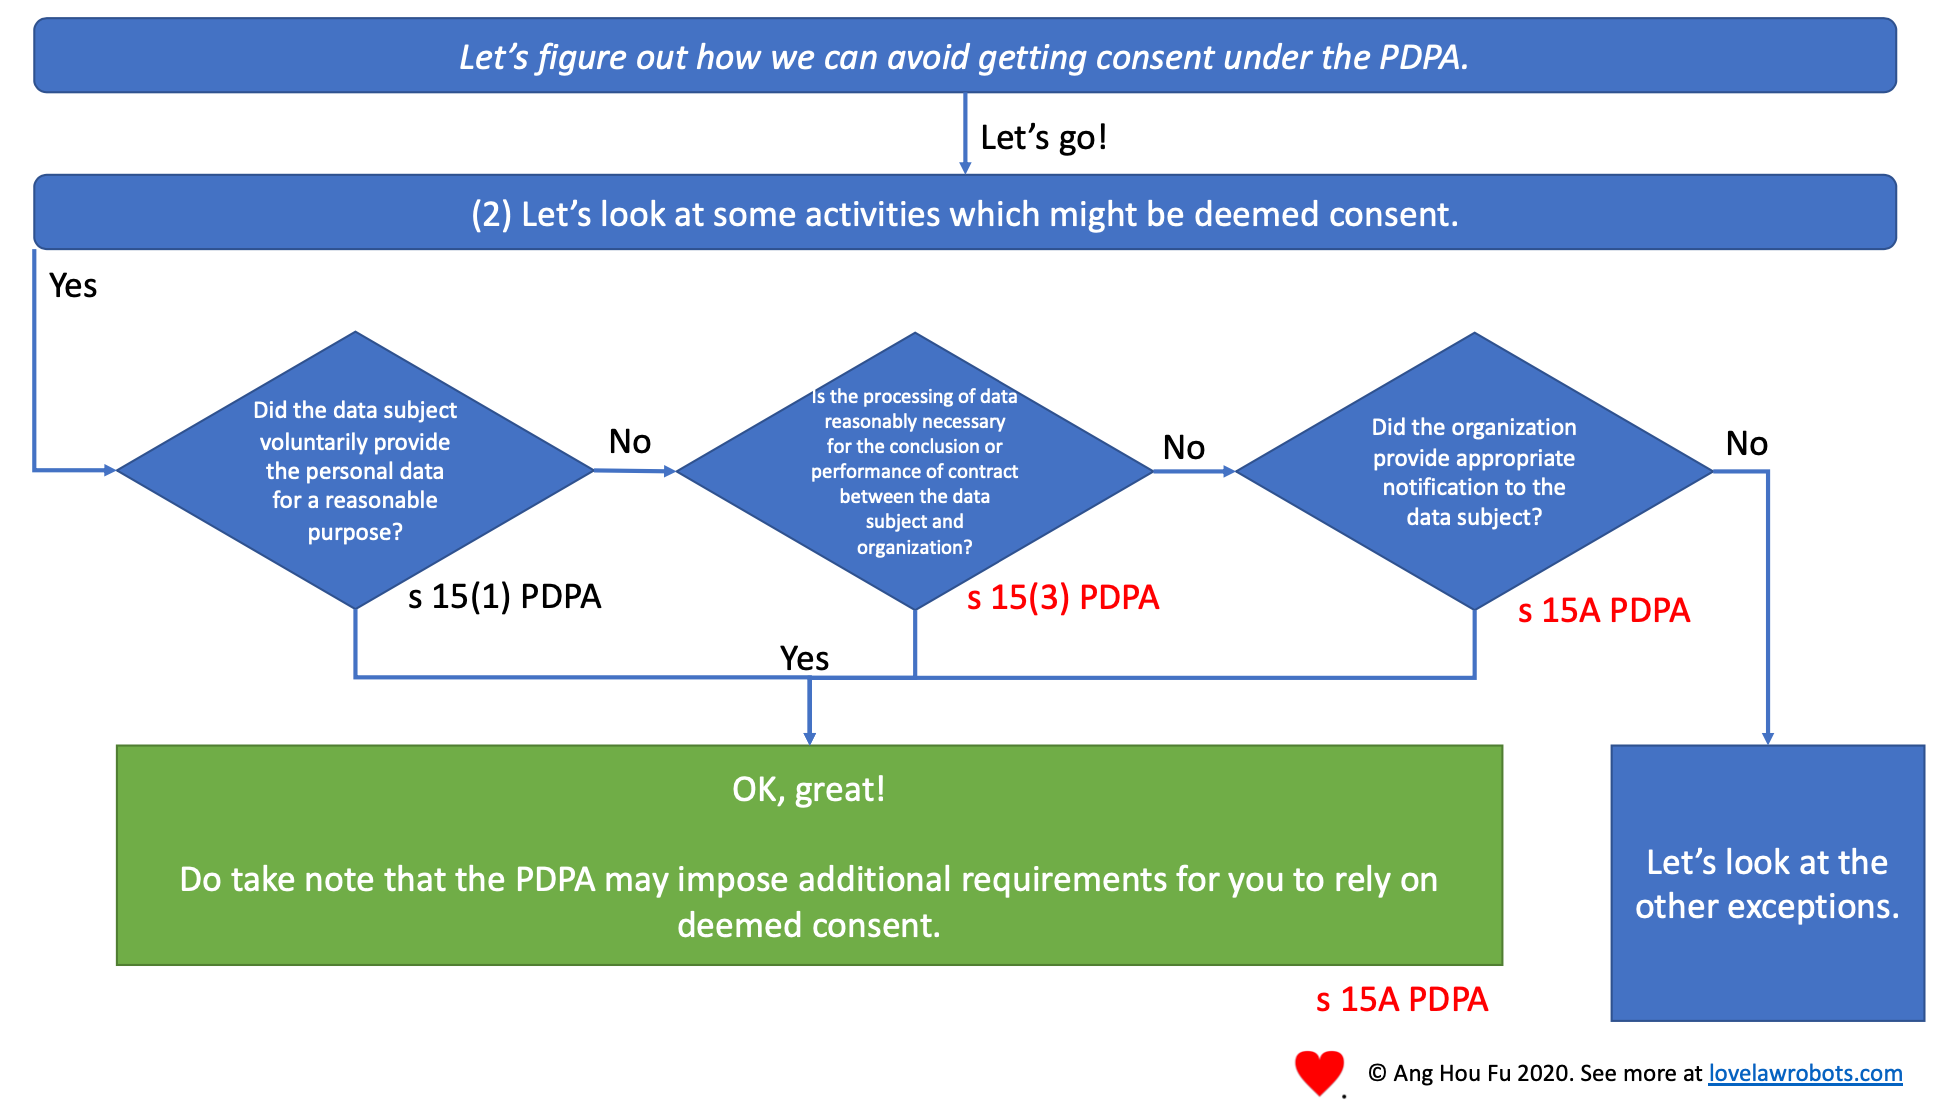 Let’s figure out how we can avoid getting consent under the PDPA.
Let’s go!
(2) Let’s look at some activities which might be deemed consent.
Yes
Did the data subject
voluntarily provide
the personal data
for a reasonable
purpose?
No
Is the processing of data
reasonably necessary
for the conclusion or
performance of contract
between the data
subject and
organization?
No
Did the organization
provide appropriate
notification to the
data subject?
No
s 15(1) PDPA
s 15(3) PDPA
s 15A PDPA
Yes
OK, great!
Do take note that the PDPA may impose additional requirements for you to rely on
deemed consent.
Let’s look at the
other exceptions.
s 15A PDPA
. © Ang Hou Fu 2020. See more at lovelawrobots.com